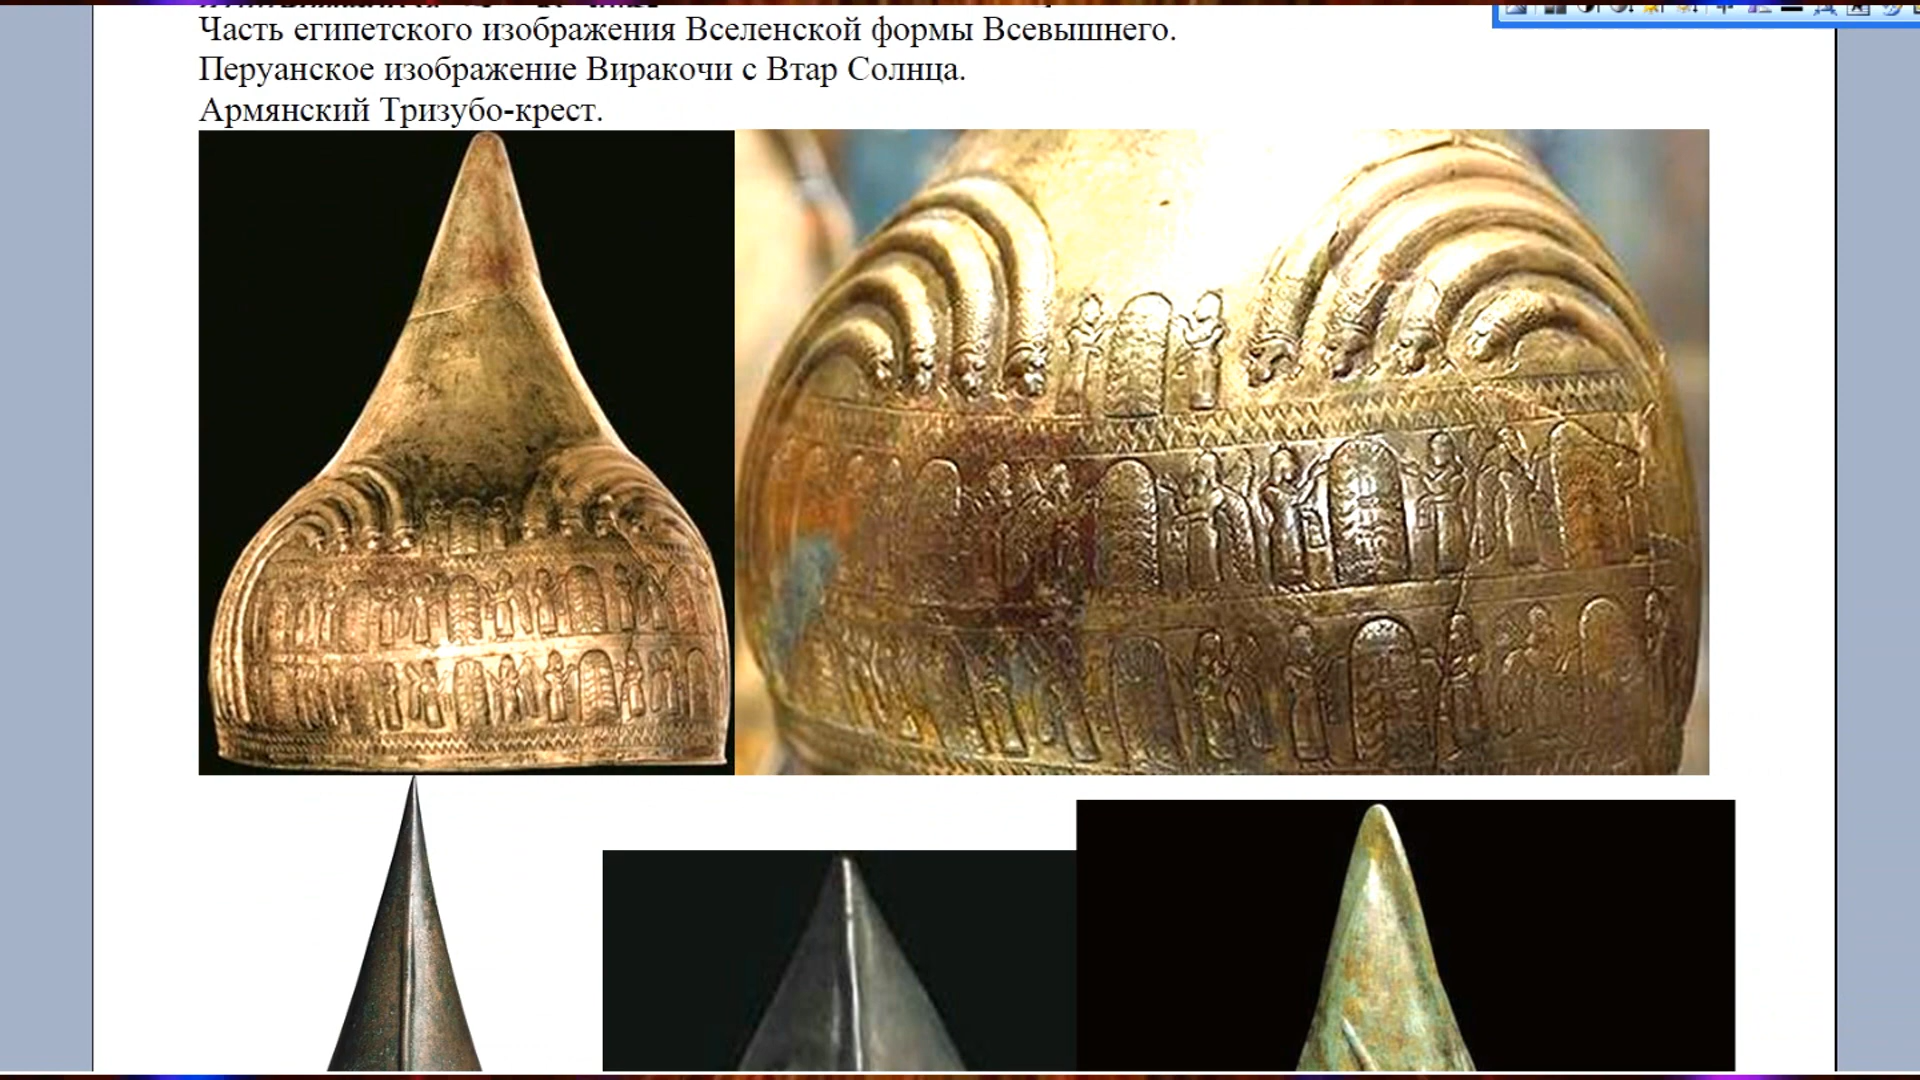 Часть египетского изображения Вселенской формы Всевышнего.
Перуанское изображение Виракочи с Втар Солнца.
Армянский Тризубо-крест.